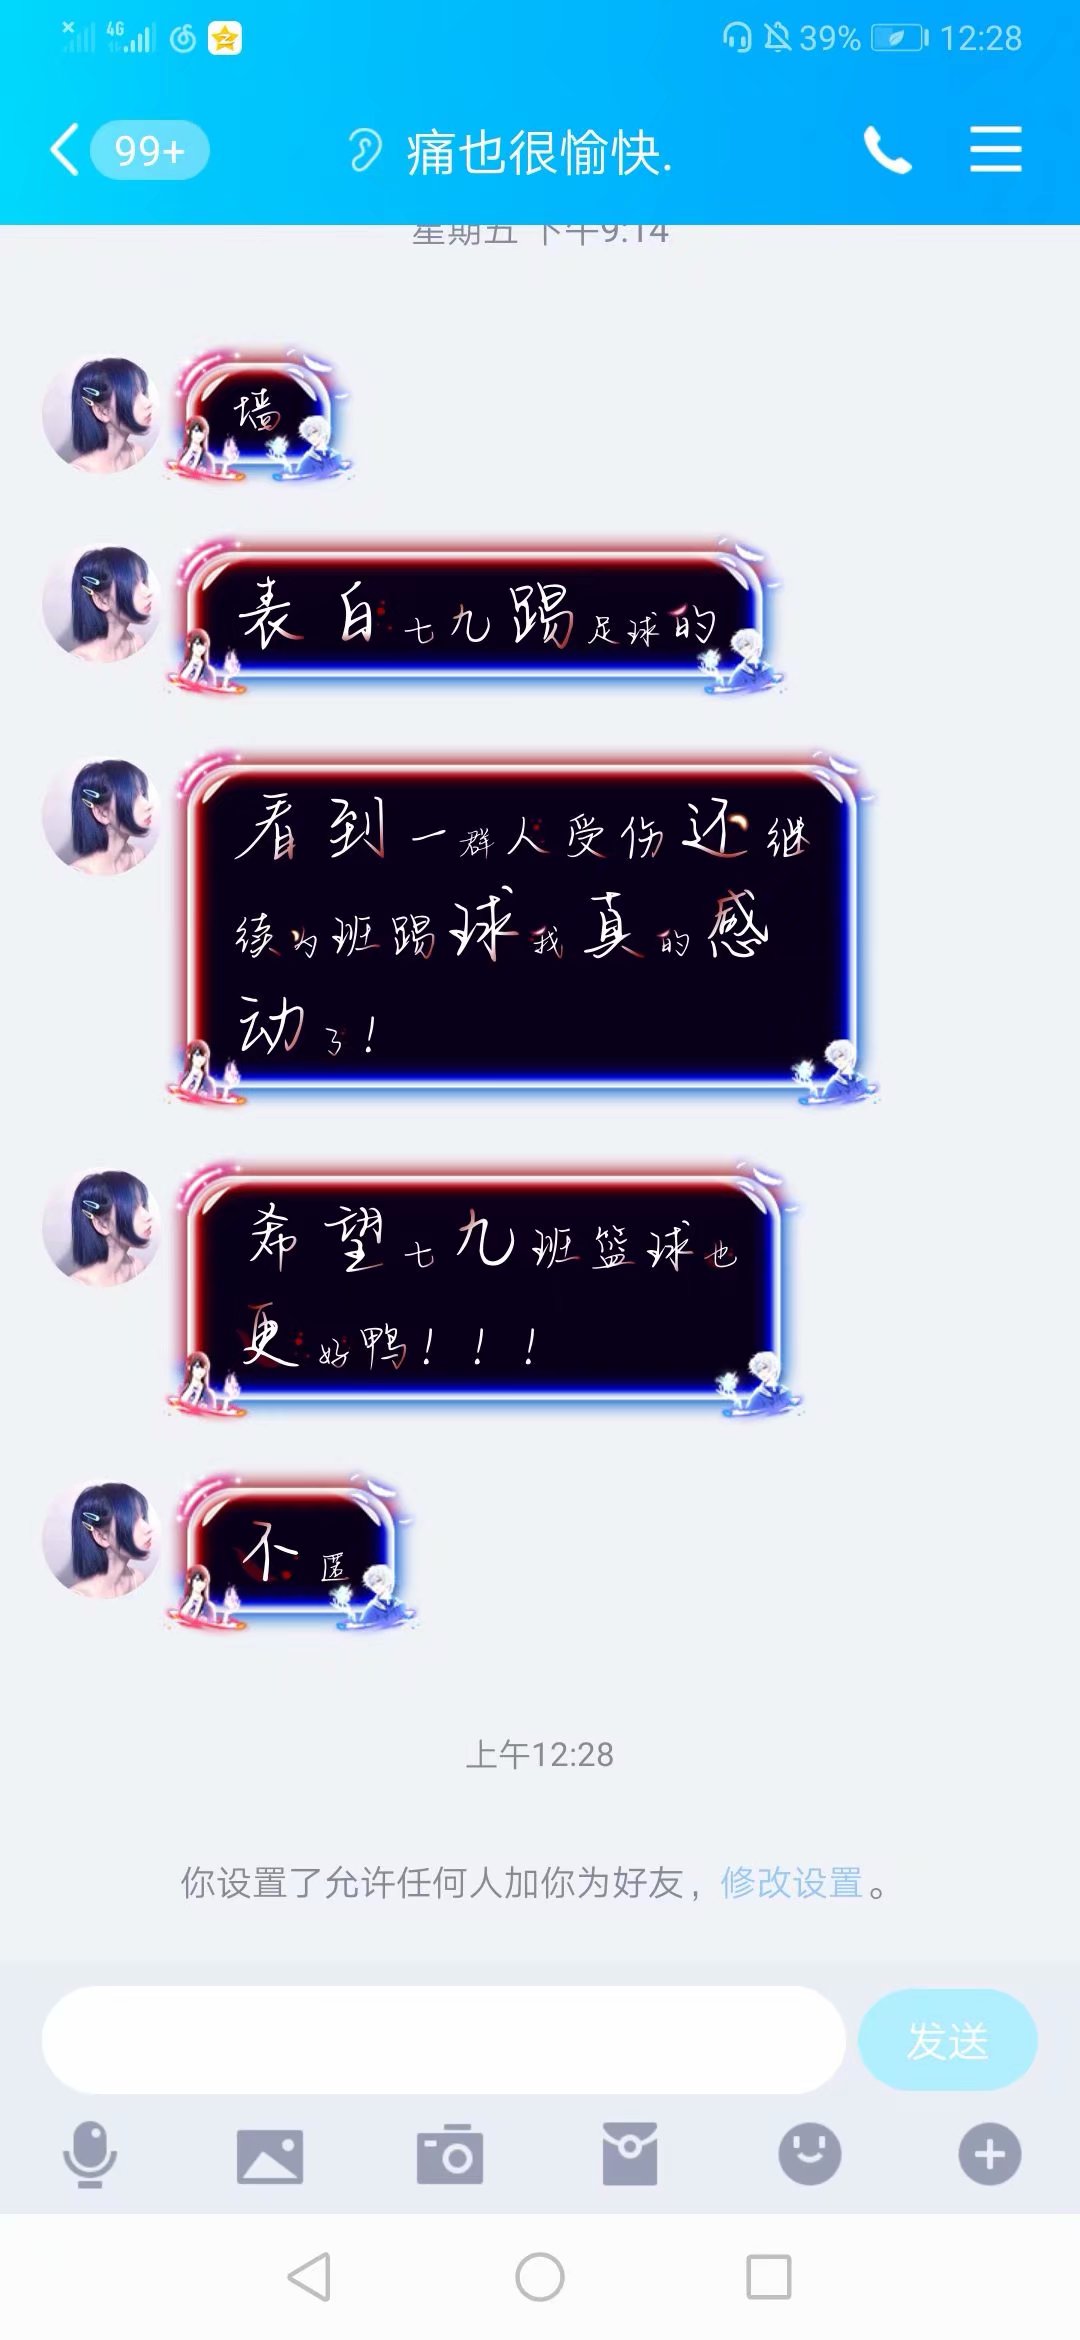 4G 39% 12:28
99+ 痛也很愉快.
星期五 下午9:14
墙
表白七九踢足球的
看到一群人受伤还继
续为班踢球我真的感
动了！
希望七九班篮球也
更好鸭！！！
不匿
上午12:28
你设置了允许任何人加你为好友，修改设置。
发送